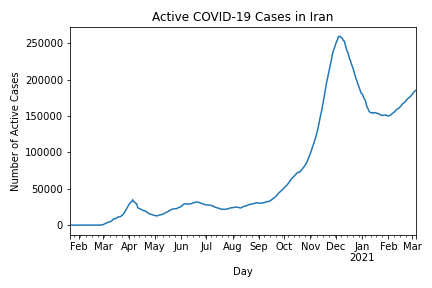 Active COVID-19 Cases in Iran
Number of Active Cases
250000
200000
150000
100000
50000
0
Feb Mar Apr May Jun Jul Aug Sep Oct Nov Dec Jan Feb Mar
2021
Day